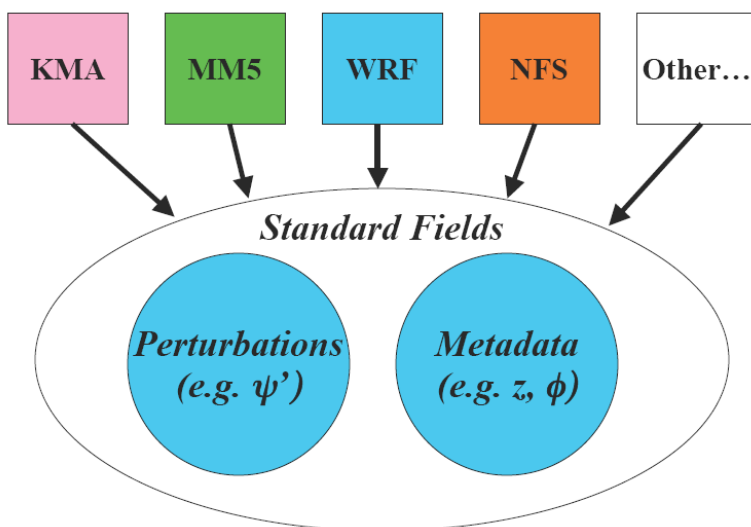 KMA
MM5
WRF
NFS
Other…
Standard Fields
Perturbations
(e.g. ψ’)
Metadata
(e.g. z, ϕ)